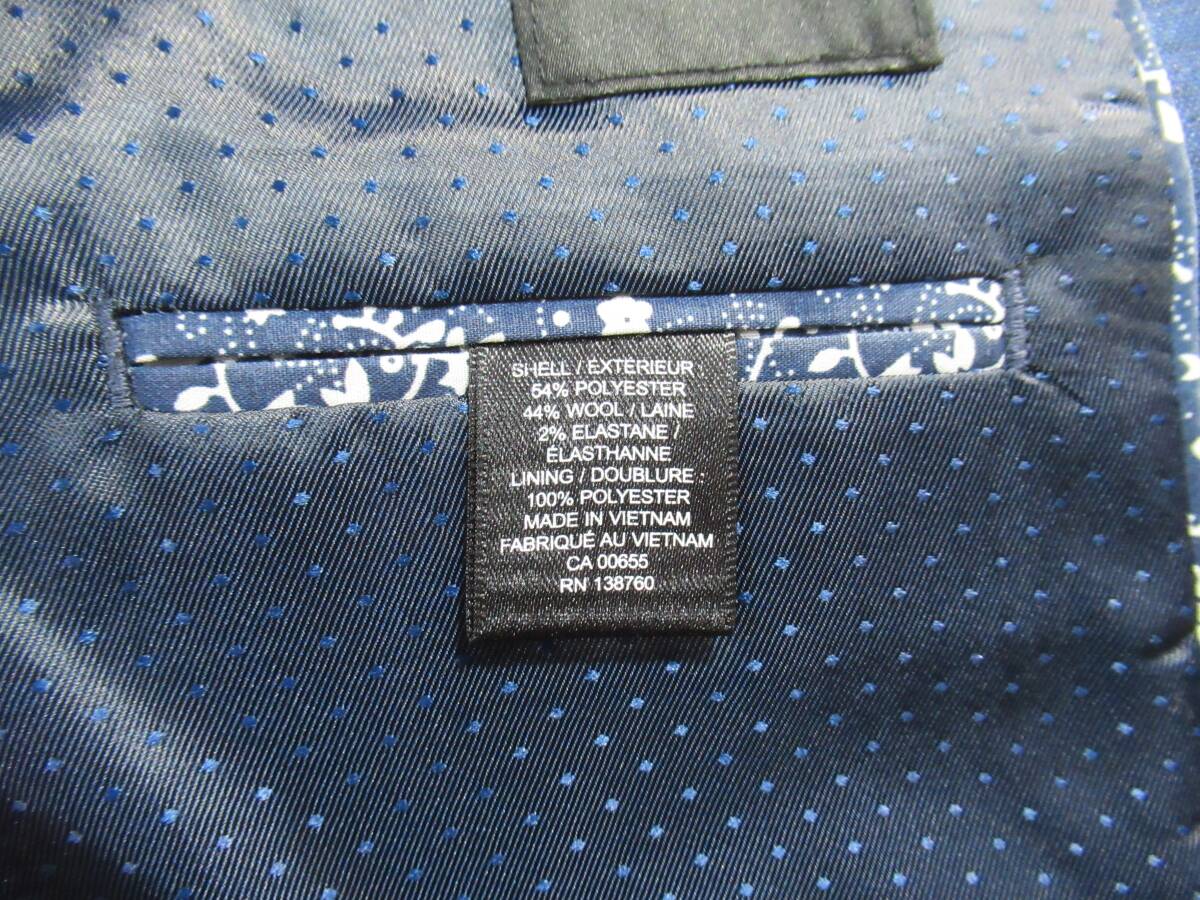 SHELL / EXTERIEUR
54% POLYESTER
44% WOOL / LAINE
2% ELASTANE /
ÉLASTHANNE
LINING / DOUBLURE :
100% POLYESTER
MADE IN VIETNAM
FABRIQUÉ AU VIETNAM
CA 00655
RN 138760